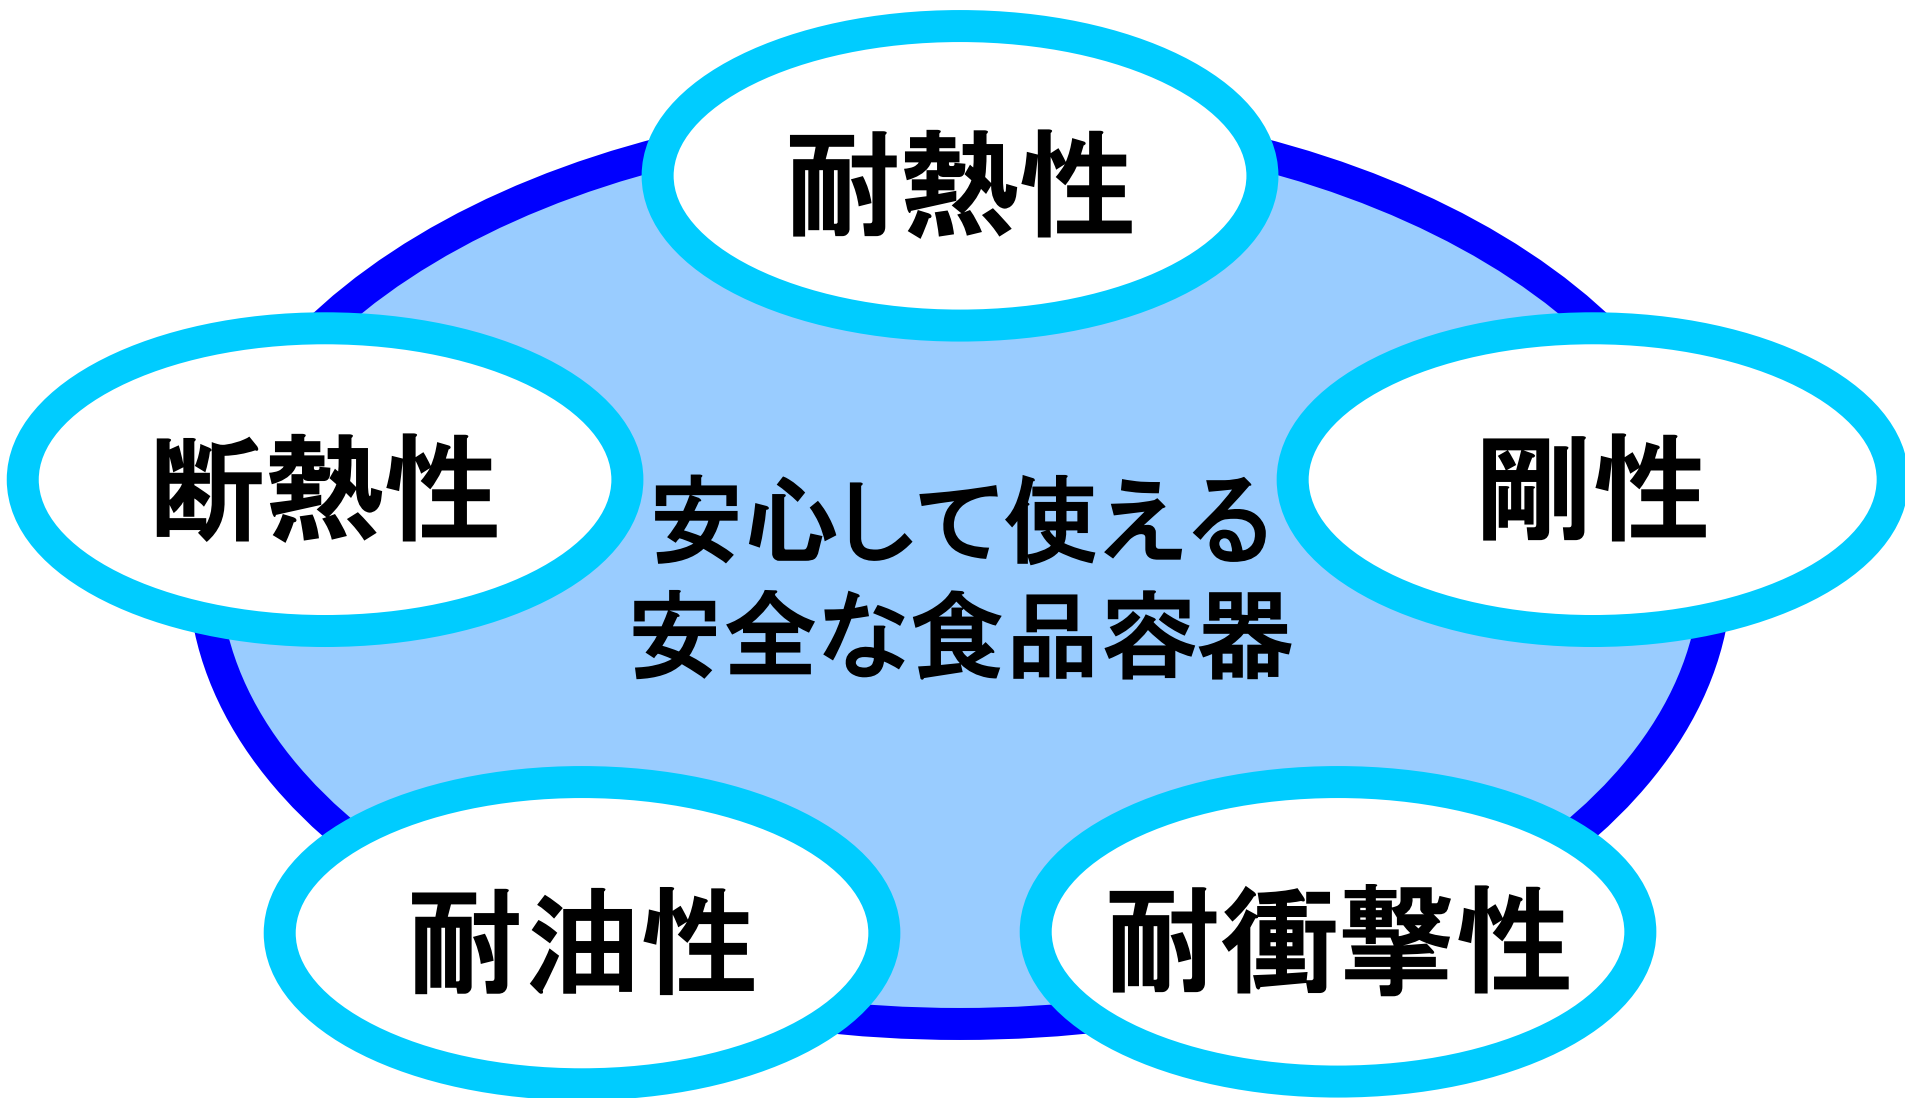 耐熱性
断熱性
剛性
安心して使える
安全な食品容器
耐油性
耐衝撃性